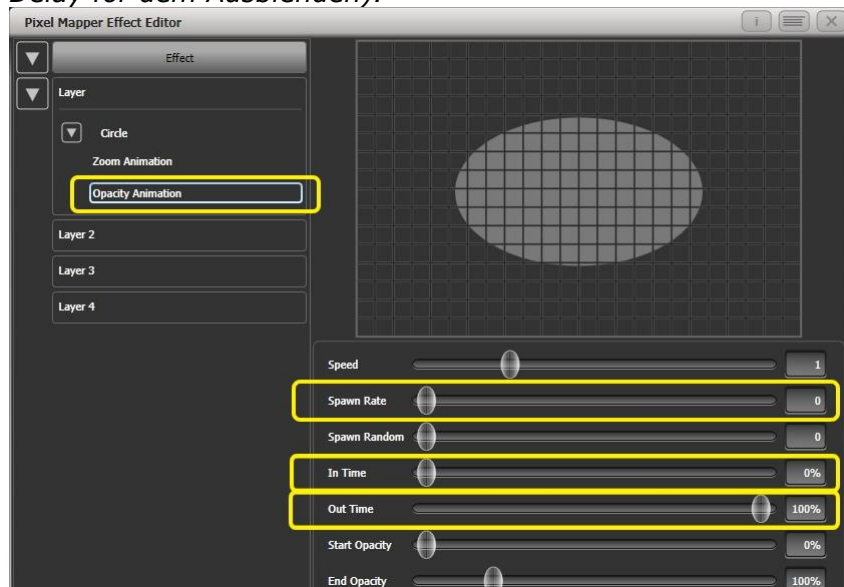 Delay för dem Ausblenden).
Pixel Mapper Effect Editor
Effect
Layer
Circle
Zoom Animation
Opacity Animation
Layer 2
Layer 3
Layer 4
Speed 1
Spawn Rate 0
Spawn Random 0
In Time 0%
Out Time 100%
Start Opacity 0%
End Opacity 100%